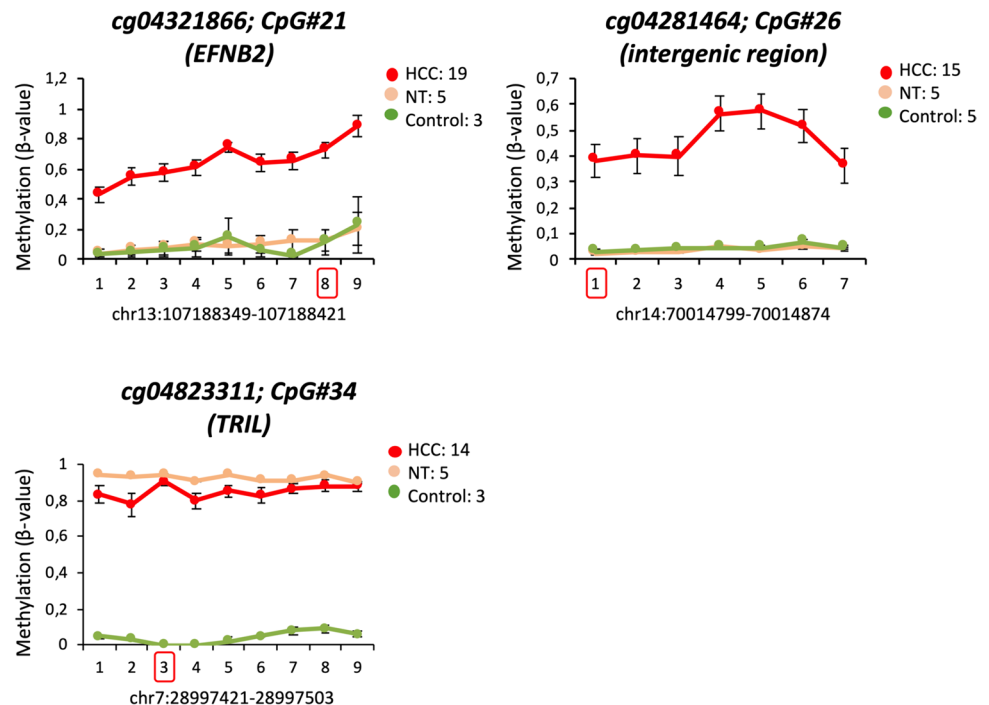 cg04321866; CpG#21
(EFNB2)
HCC: 19
NT: 5
Control: 3
Methylation (β-value)
1,2
1
0,8
0,6
0,4
0,2
0
1 2 3 4 5 6 7 8 9
chr13:107188349-107188421
cg04281464; CpG#26
(intergenic region)
HCC: 15
NT: 5
Control: 5
Methylation (β-value)
0,7
0,6
0,5
0,4
0,3
0,2
0,1
0
1 2 3 4 5 6 7
chr14:70014799-70014874
cg04823311; CpG#34
(TRIL)
HCC: 14
NT: 5
Control: 3
Methylation (β-value)
1
0,8
0,6
0,4
0,2
0
1 2 3 4 5 6 7 8 9
chr7:28997421-28997503